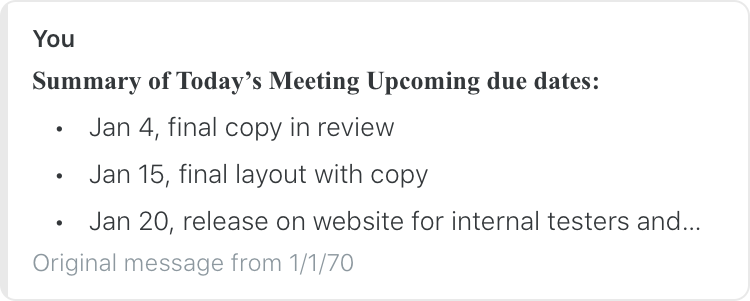 You
Summary of Today’s Meeting Upcoming due dates:
• Jan 4, final copy in review
• Jan 15, final layout with copy
• Jan 20, release on website for internal testers and...
Original message from 1/1/70